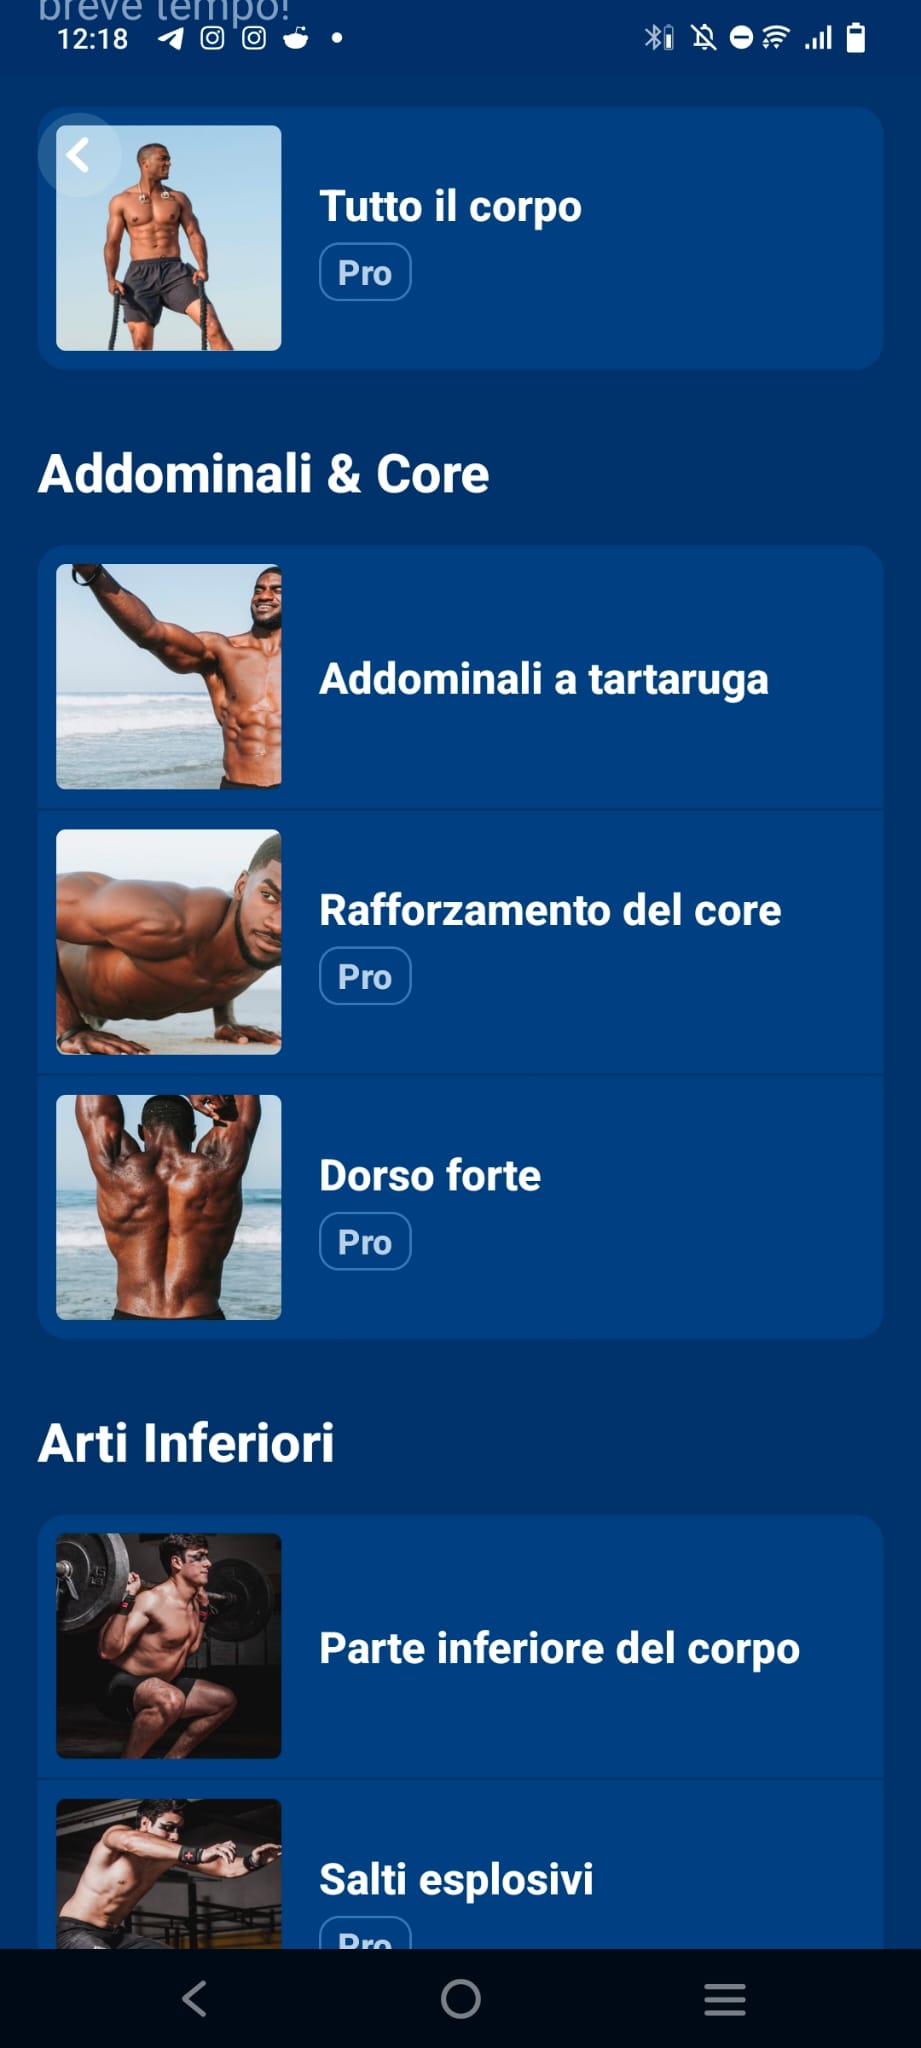 breve tempo!
12:18
Tutto il corpo
Pro
Addominali & Core
Addominali a tartaruga
Rafforzamento del core
Pro
Dorso forte
Pro
Arti Inferiori
Parte inferiore del corpo
Salti esplosivi
Pro